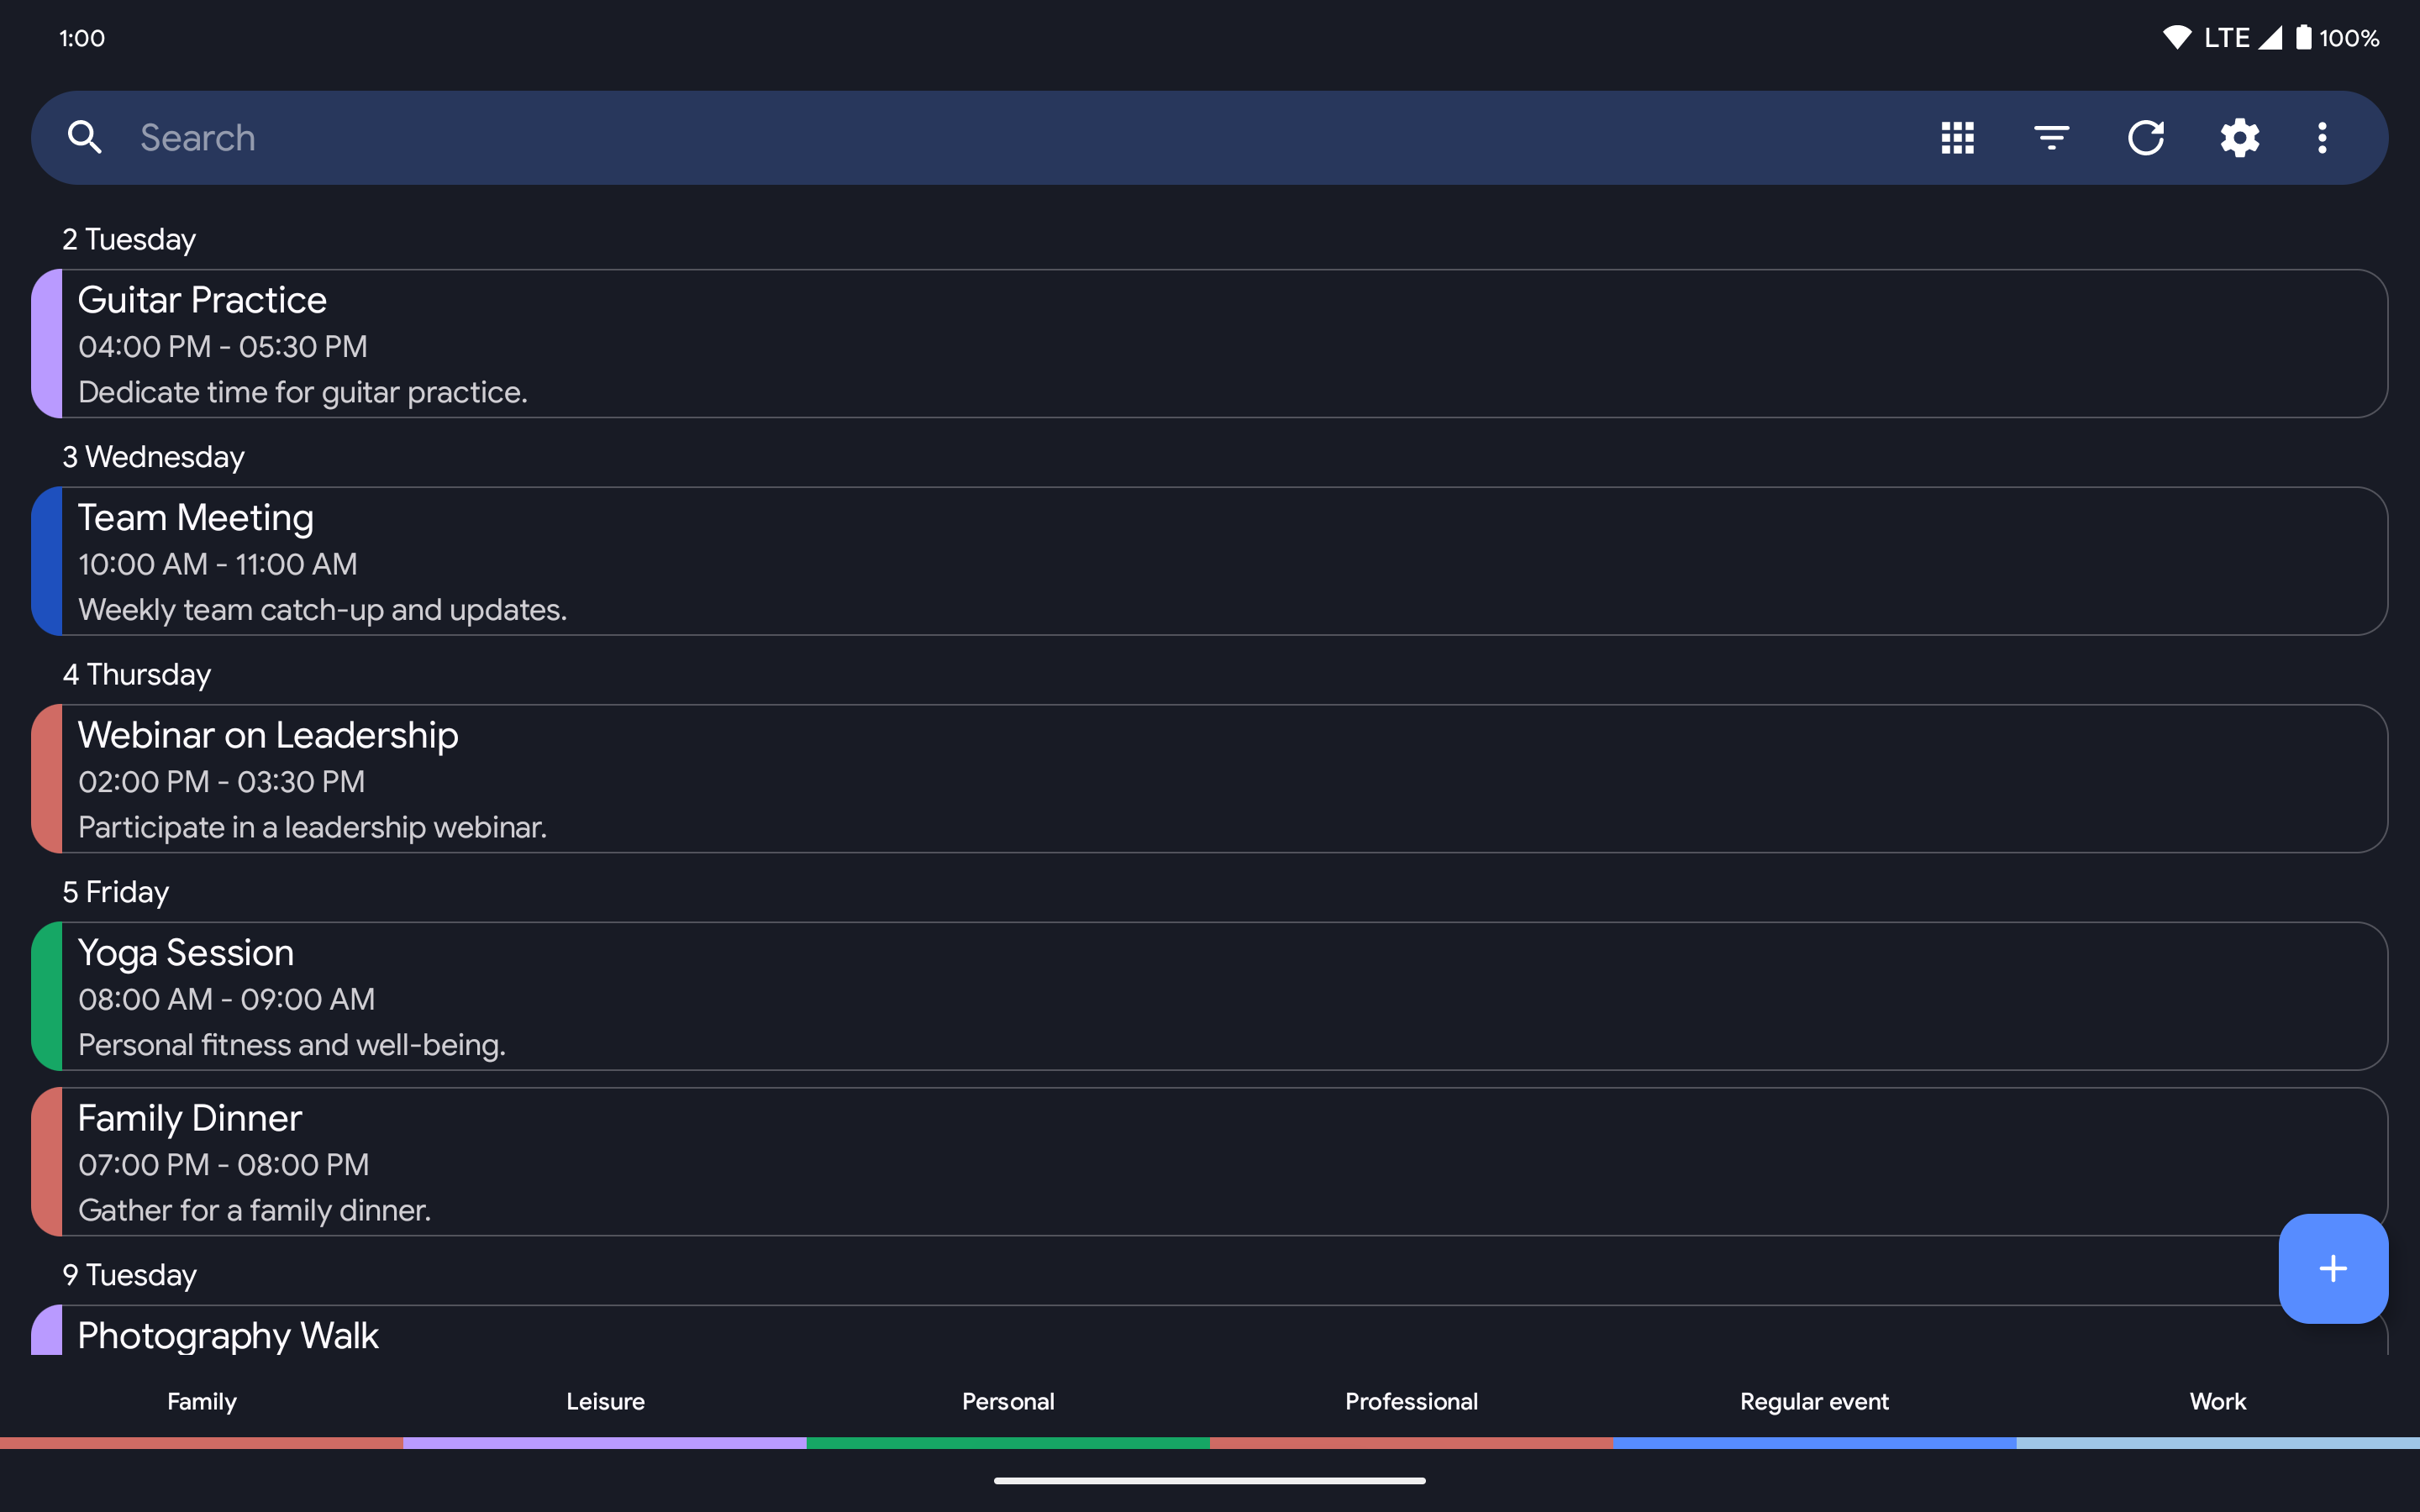 1:00
LTE 100%
Search
2 Tuesday
Guitar Practice
04:00 PM - 05:30 PM
Dedicate time for guitar practice.
3 Wednesday
Team Meeting
10:00 AM - 11:00 AM
Weekly team catch-up and updates.
4 Thursday
Webinar on Leadership
02:00 PM - 03:30 PM
Participate in a leadership webinar.
5 Friday
Yoga Session
08:00 AM - 09:00 AM
Personal fitness and well-being.
Family Dinner
07:00 PM - 08:00 PM
Gather for a family dinner.
9 Tuesday
Photography Walk
Family Leisure Personal Professional Regular event Work